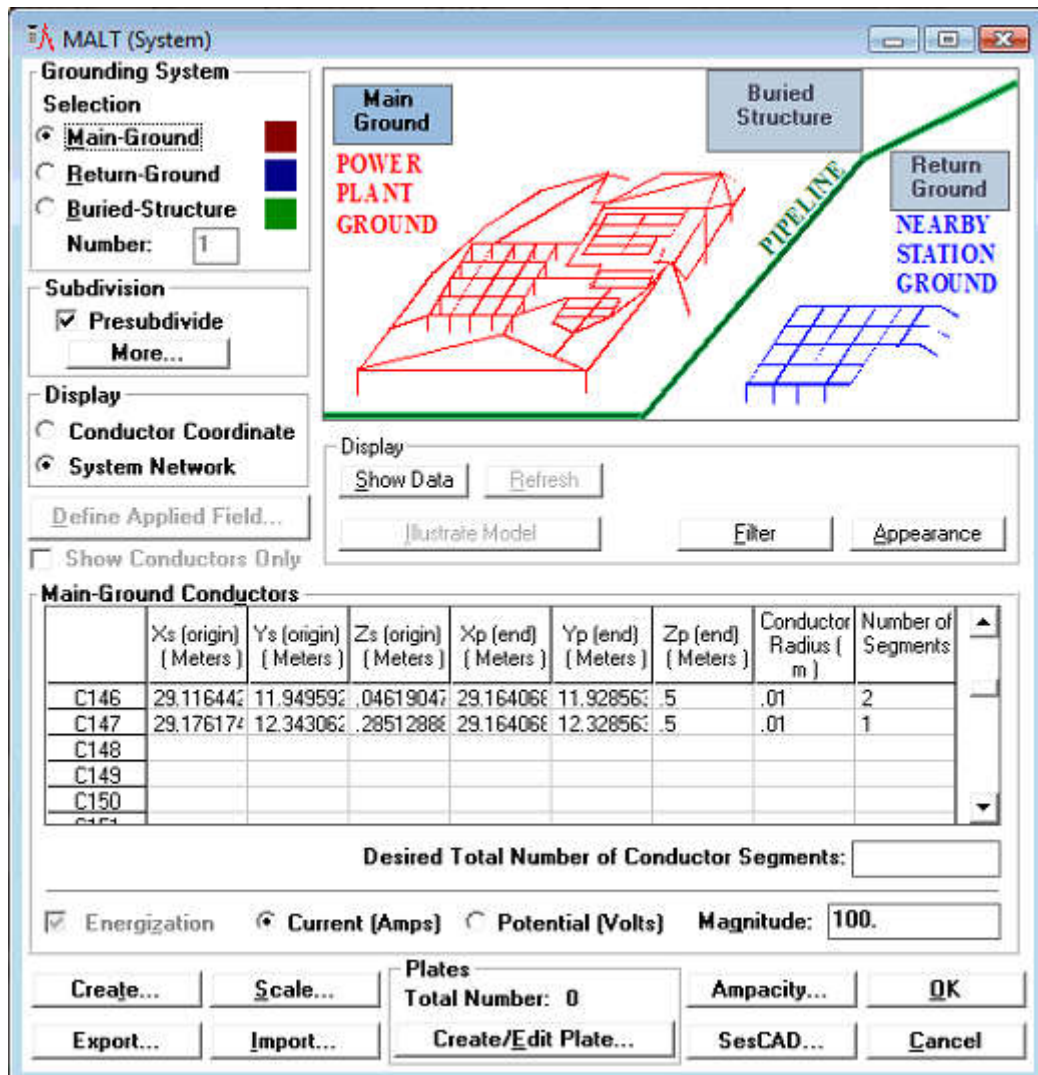 MALT (System)
Grounding System
Selection
Main-Ground
Return-Ground
Buried-Structure
Number: 1
Subdivision
Presubdivide
More...
Display
Conductor Coordinate
System Network
Define Applied Field...
Show Conductors Only
Main
Ground
POWER
PLANT
GROUND
Buried
Structure
PIPELINE
Return
Ground
NEARBY
STATION
GROUND
Display
Show Data Refresh
Illustrate Model Filter Appearance
Main-Ground Conductors
Xs (origin) Ys (origin) Zs (origin) Xp (end) Yp (end) Zp (end) Conductor Number of
( Meters ) ( Meters ) ( Meters ) ( Meters ) ( Meters ) ( Meters ) Radius ( Segments
m )
C146 29.116442 11.949592 .04619047 29.164068 11.928563 .5 .01 2
C147 29.176174 12.343062 .28512888 29.164068 12.328563 .5 .01 1
C148
C149
C150
C151
Desired Total Number of Conductor Segments:
Energization Current (Amps) Potential (Volts) Magnitude: 100.
Create... Scale... Plates Ampacity... OK
Total Number: 0
Export... Import... Create/Edit Plate... SesCAD... Cancel